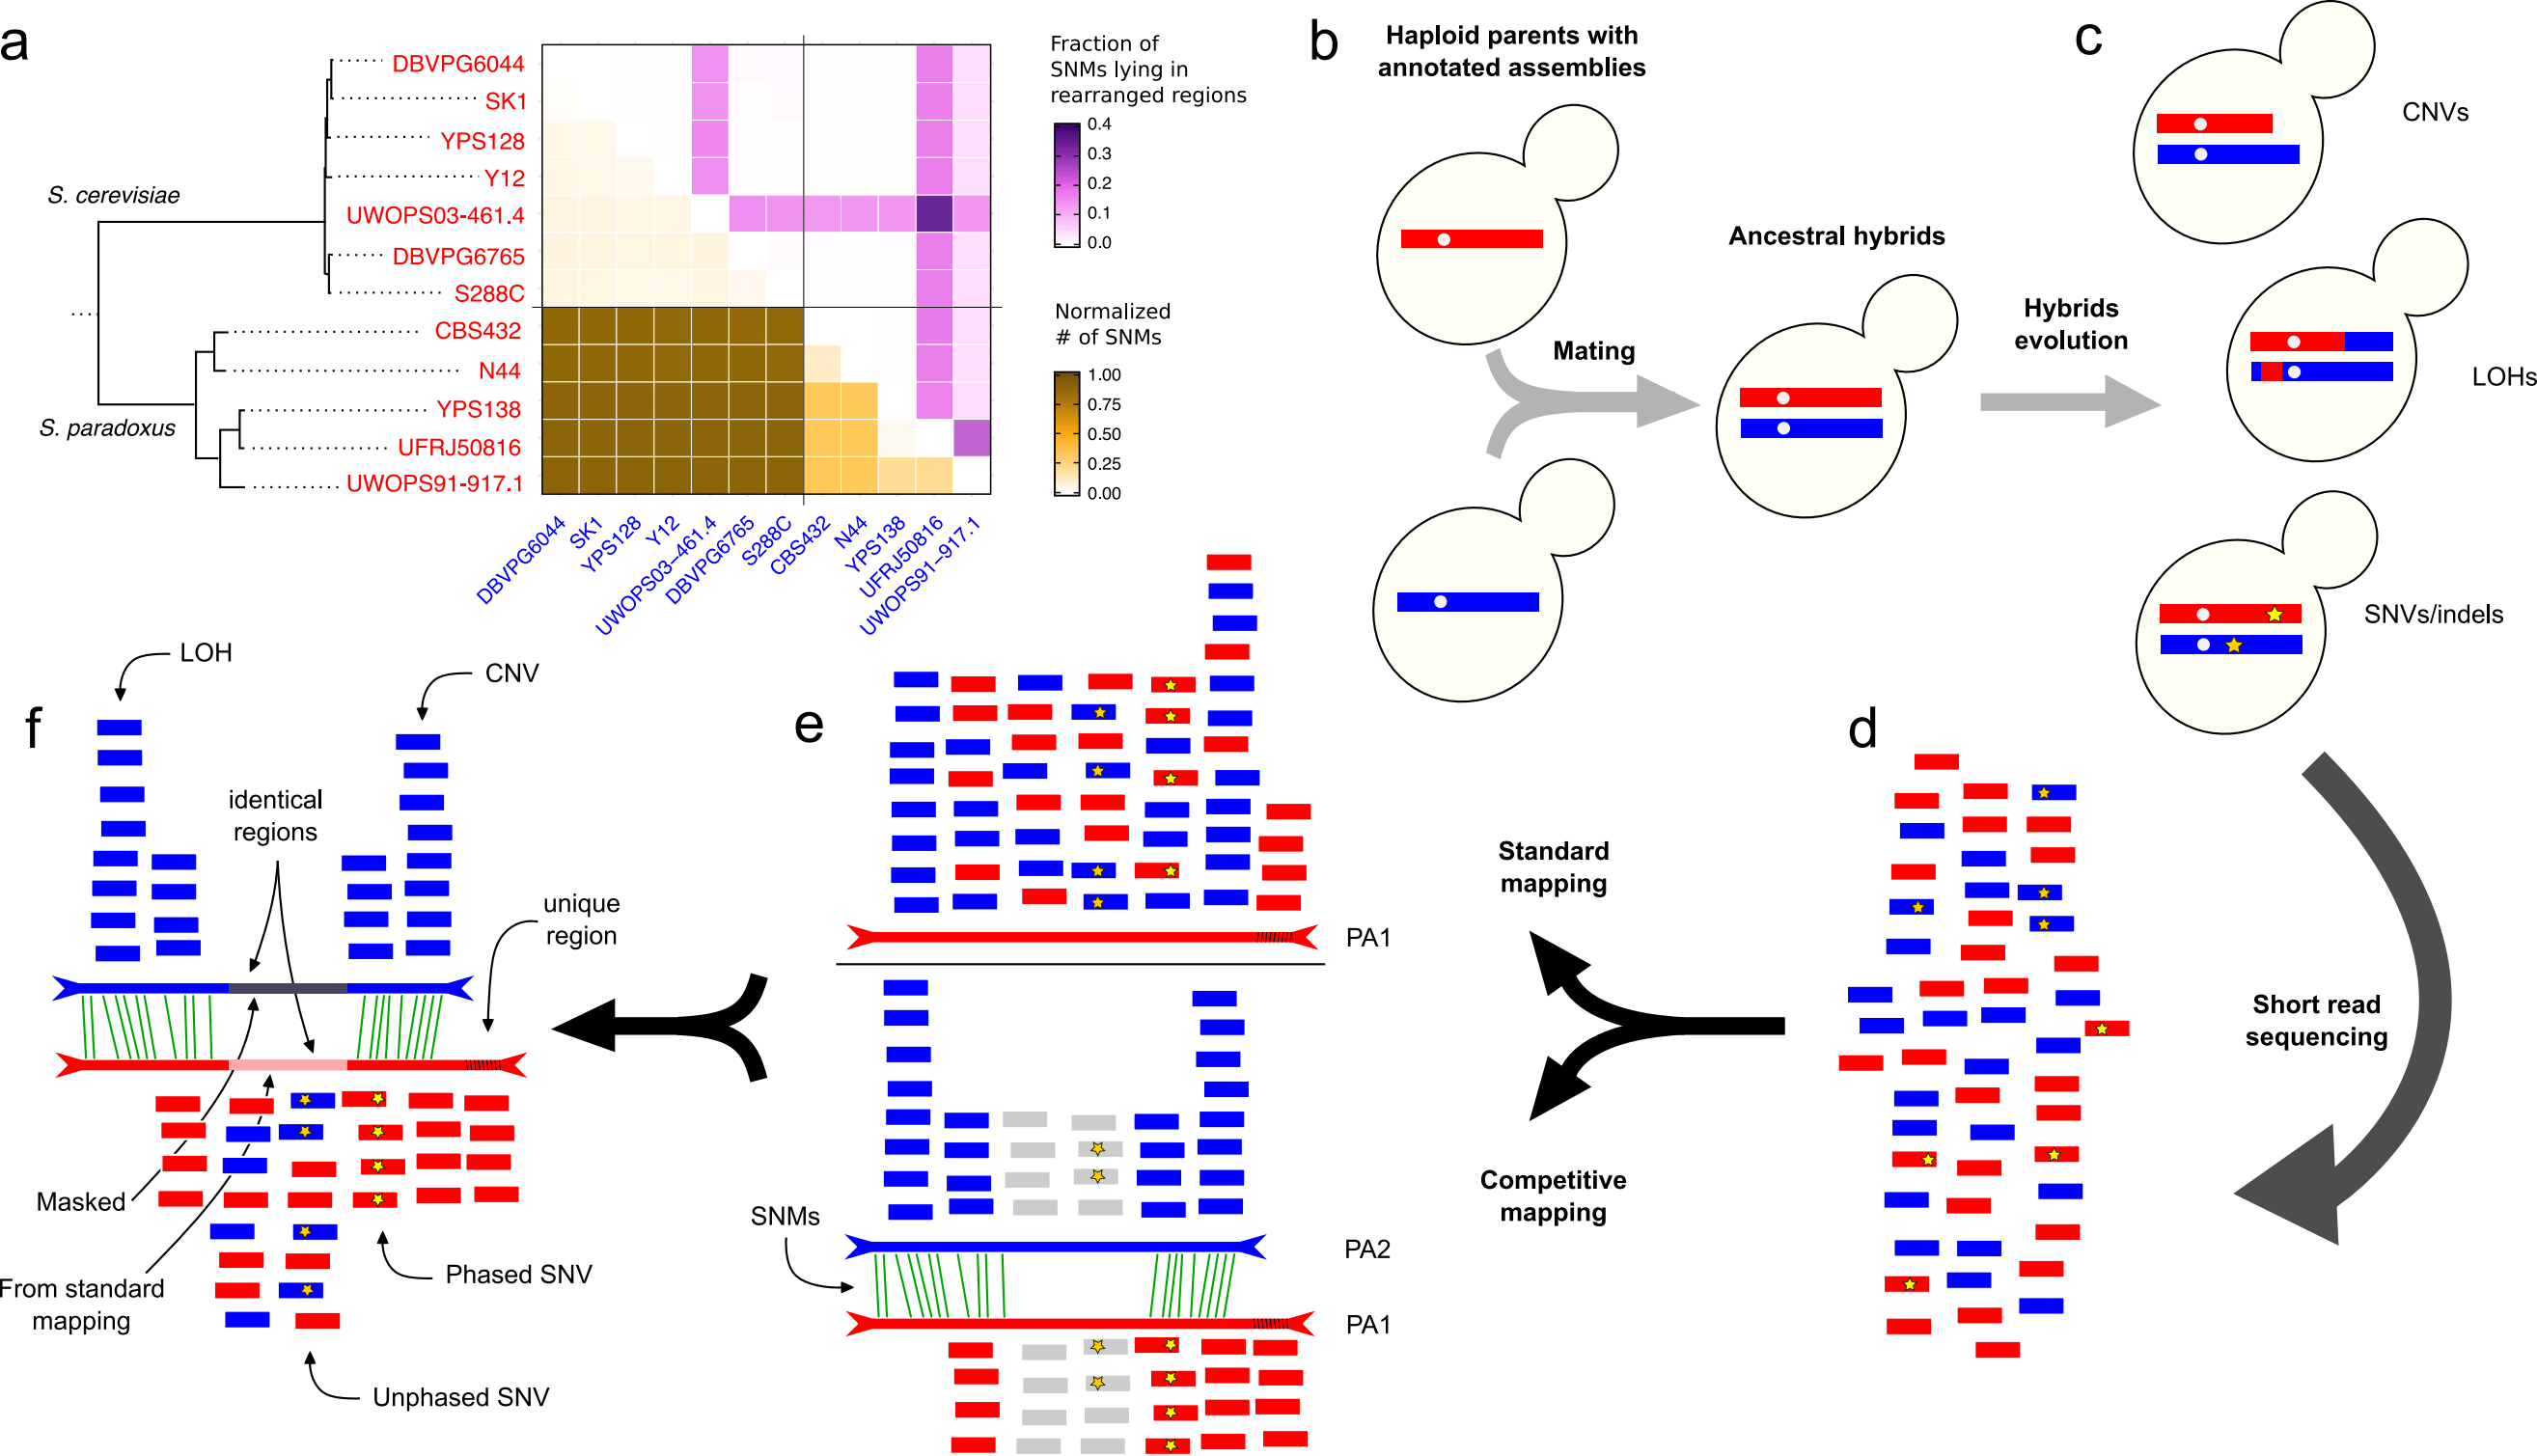 a
DBVPG6044
SK1
YPS128
Y12
UWOPS03-461.4
DBVPG6765
S288C
CBS432
N44
YPS138
UFRJ50816
UWOPS91-917.1
S. cerevisiae
S. paradoxus
DBVPG6044
SK1
YPS128
Y12
UWOPS03−461.4
DBVPG6765
S288C
CBS432
N44
YPS138
UFRJ50816
UWOPS91−917.1
Fraction of
SNMs lying in
rearranged regions
0.4
0.3
0.2
0.1
0.0
Normalized
# of SNMs
1.00
0.75
0.50
0.25
0.00
b
Haploid parents with
annotated assemblies
Mating
Ancestral hybrids
Hybrids
evolution
c
CNVs
LOHs
SNVs/indels
Short read
sequencing
d
Standard
mapping
Competitive
mapping
e
PA1
PA2
PA1
SNMs
f
LOH
CNV
identical
regions
unique
region
Masked
From standard
mapping
Phased SNV
Unphased SNV